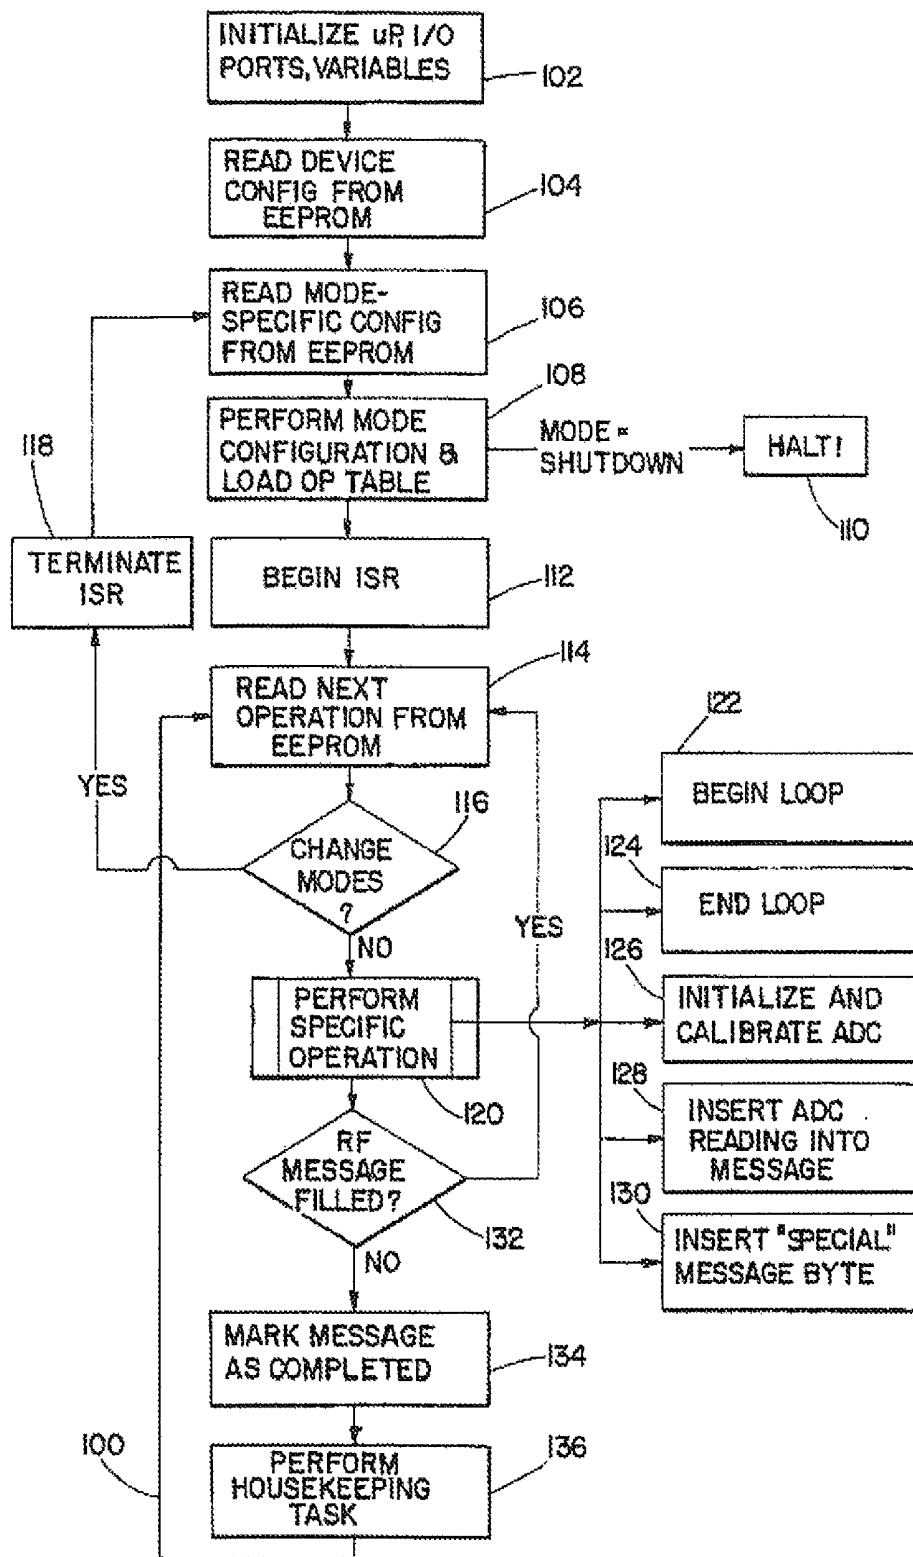 INITIALIZE uP, I/O
PORTS, VARIABLES
102
READ DEVICE
CONFIG FROM
EEPROM
104
READ MODE-
SPECIFIC CONFIG
FROM EEPROM
106
108
PERFORM MODE
CONFIGURATION &
LOAD OP TABLE
MODE =
SHUTDOWN
HALT!
110
118
TERMINATE
ISR
BEGIN ISR
112
114
READ NEXT
OPERATION FROM
EEPROM
YES
116
CHANGE
MODES
?
NO
YES
122
BEGIN LOOP
124
END LOOP
126
INITIALIZE AND
CALIBRATE ADC
128
INSERT ADC
READING INTO
MESSAGE
130
INSERT "SPECIAL"
MESSAGE BYTE
PERFORM
SPECIFIC
OPERATION
120
RF
MESSAGE
FILLED?
132
NO
MARK MESSAGE
AS COMPLETED
134
100
PERFORM
HOUSEKEEPING
TASK
136